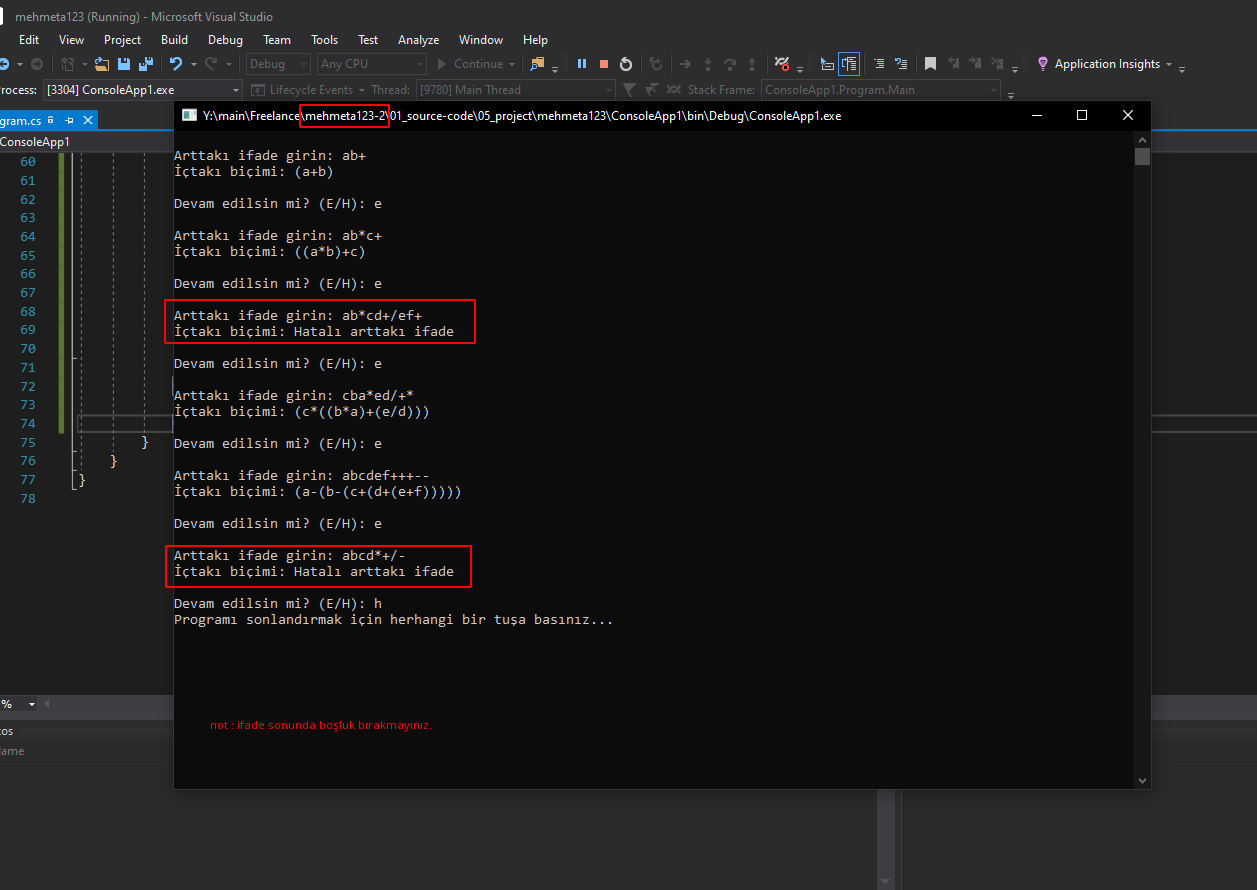 mehmeta123 (Running) - Microsoft Visual Studio
Edit View Project Build Debug Team Tools Test Analyze Window Help
Debug Any CPU Continue Application Insights
rocess: [3304] ConsoleApp1.exe Lifecycle Events Thread: [9780] Main Thread Stack Frame: ConsoleApp1.Program.Main
gram.cs
ConsoleApp1
Y:\main\Freelance\mehmeta123-2\01_source-code\05_project\mehmeta123\ConsoleApp1\bin\Debug\ConsoleApp1.exe
Arttakı ifade girin: ab+
İçtakı biçimi: (a+b)
Devam edilsin mi? (E/H): e
Arttakı ifade girin: ab*c+
İçtakı biçimi: ((a*b)+c)
Devam edilsin mi? (E/H): e
Arttakı ifade girin: ab*cd+/ef+
İçtakı biçimi: Hatalı arttakı ifade
Devam edilsin mi? (E/H): e
Arttakı ifade girin: cba*ed/+*
İçtakı biçimi: (c*((b*a)+(e/d)))
Devam edilsin mi? (E/H): e
Arttakı ifade girin: abcdef+++--
İçtakı biçimi: (a-(b-(c+(d+(e+f)))))
Devam edilsin mi? (E/H): e
Arttakı ifade girin: abcd*+/-
İçtakı biçimi: Hatalı arttakı ifade
Devam edilsin mi? (E/H): h
Programı sonlandırmak için herhangi bir tuşa basınız...
not : ifade sonunda boşluk bırakmayınız.
60
61
62
63
64
65
66
67
68
69
70
71
72
73
74
75 }
76 }
77 }
78
%
os
ame